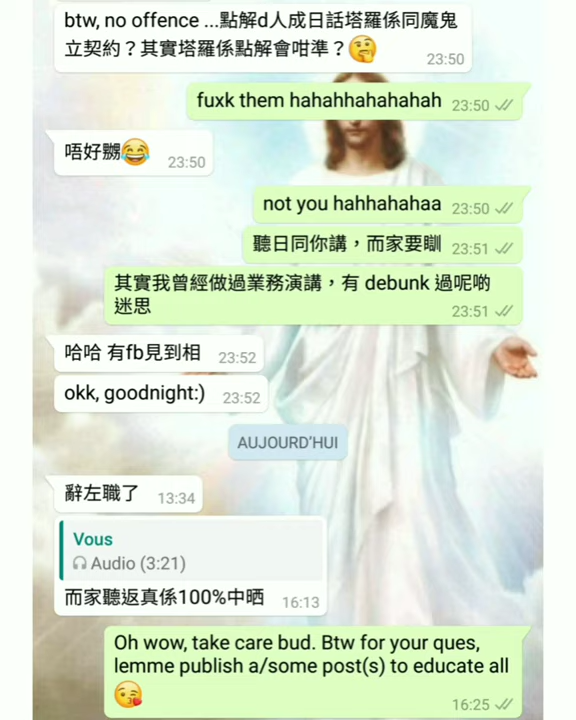 btw, no offence ...點解d人成日話塔羅係同魔鬼
立契約？其實塔羅係點解會咁準？🤔
23:50
fuxk them hahahhahahahah 23:50
唔好嬲😂 23:50
not you hahhahahaa 23:50
聽日同你講，而家要瞓 23:51
其實我曾經做過業務演講，有 debunk 過呢啲
迷思
23:51
哈哈 有fb見到相 23:52
okk, goodnight:) 23:52
AUJOURD'HUI
辭左職了 13:34
Vous
Audio (3:21)
而家聽返真係100%中晒 16:13
Oh wow, take care bud. Btw for your ques,
lemme publish a/some post(s) to educate all
😘
16:25